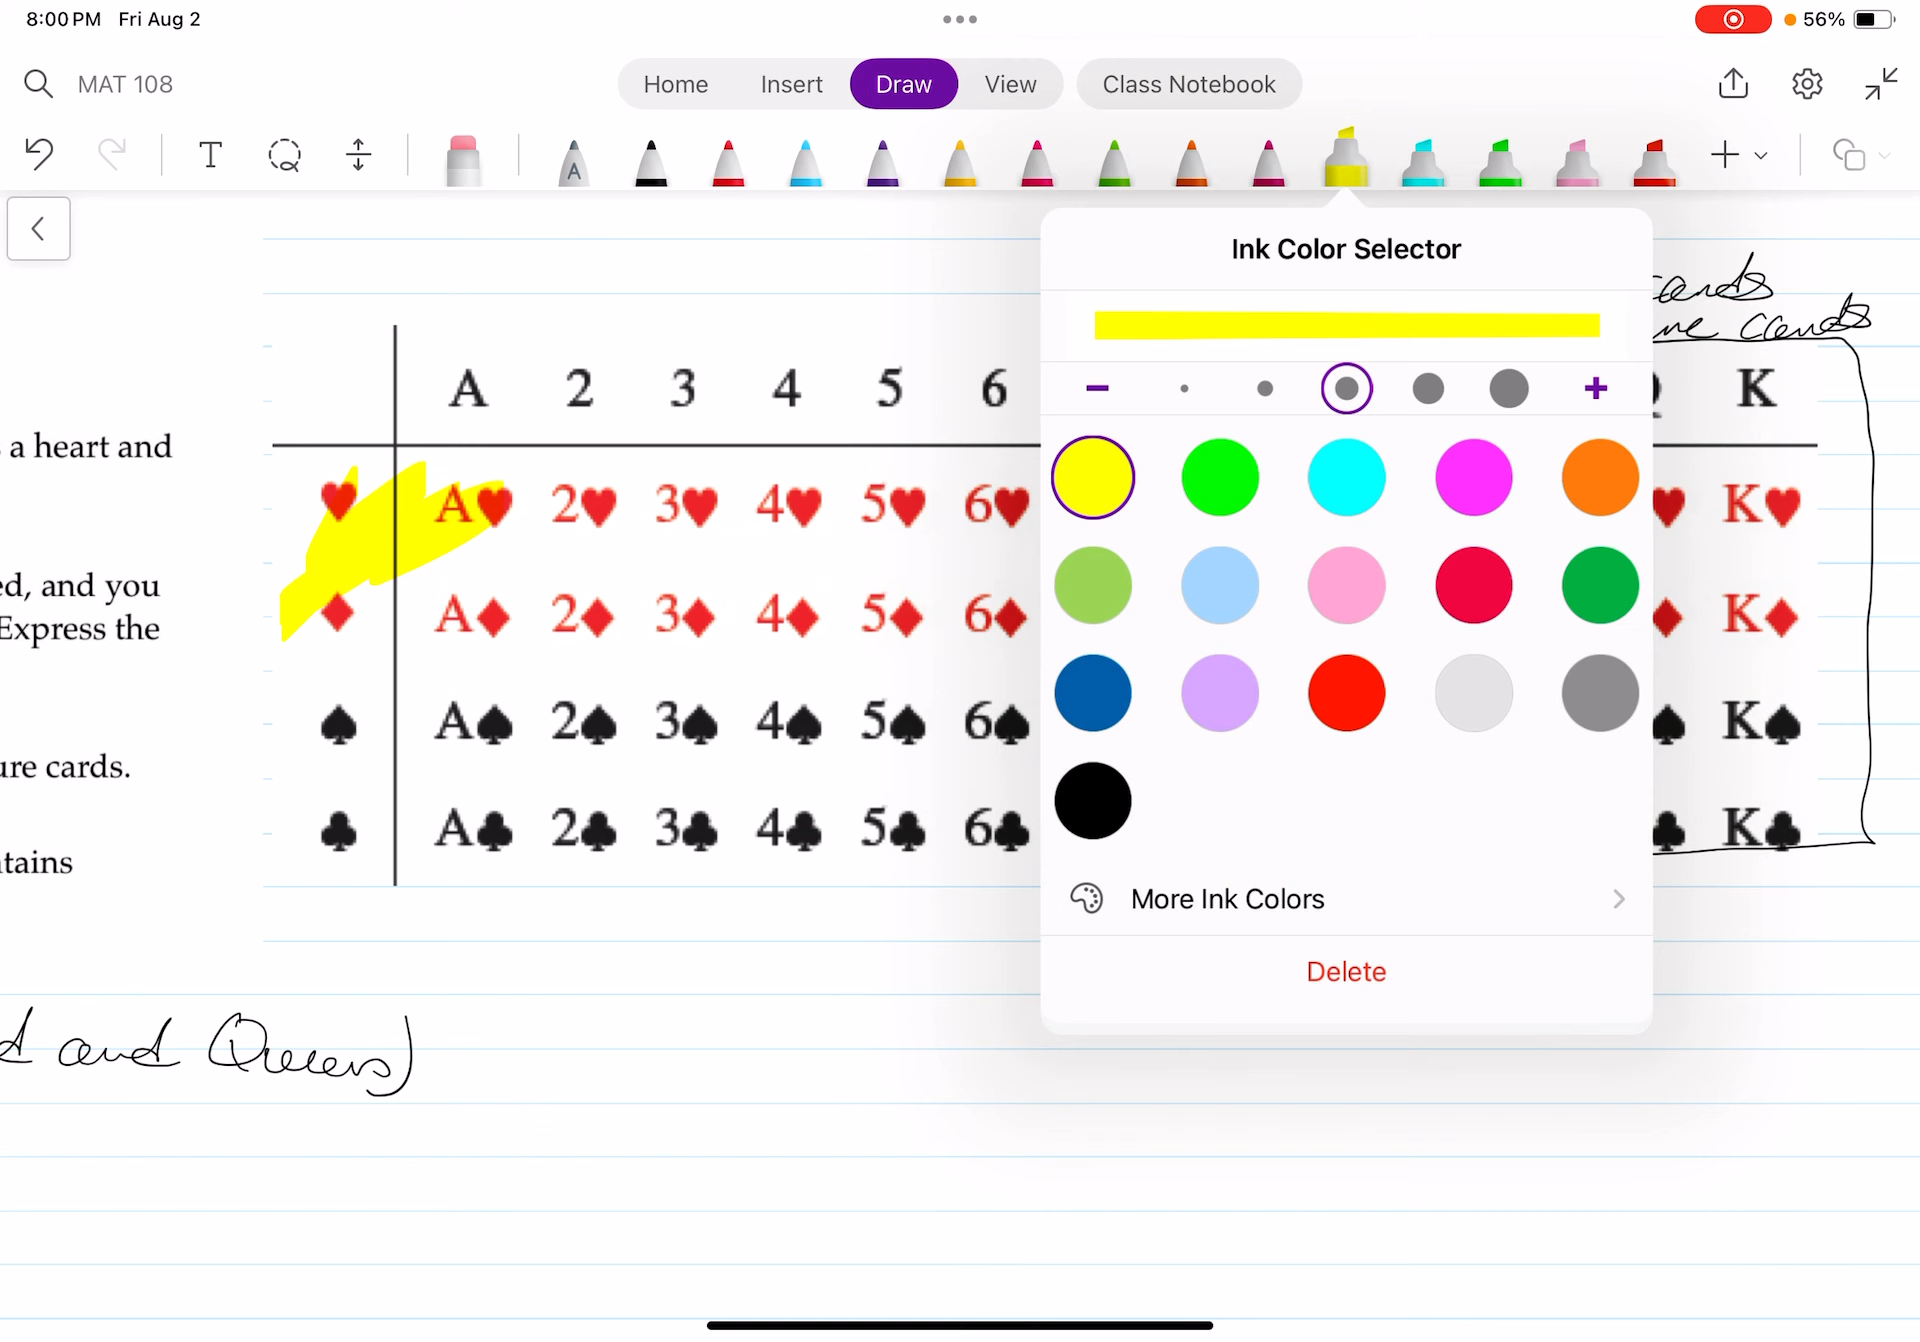 8:00 PM Fri Aug 2
56%
MAT 108
Home Insert Draw View Class Notebook
T
A
Ink Color Selector
cards
cards
A 2 3 4 5 6 K
a heart and
♥ A♥ 2♥ 3♥ 4♥ 5♥ 6♥ ♥ K♥
ed, and you
Express the
♦ A♦ 2♦ 3♦ 4♦ 5♦ 6♦ ♦ K♦
♠ A♠ 2♠ 3♠ 4♠ 5♠ 6♠ ♠ K♠
ure cards.
♣ A♣ 2♣ 3♣ 4♣ 5♣ 6♣ ♣ K♣
tains
More Ink Colors
Delete
d and Queens)